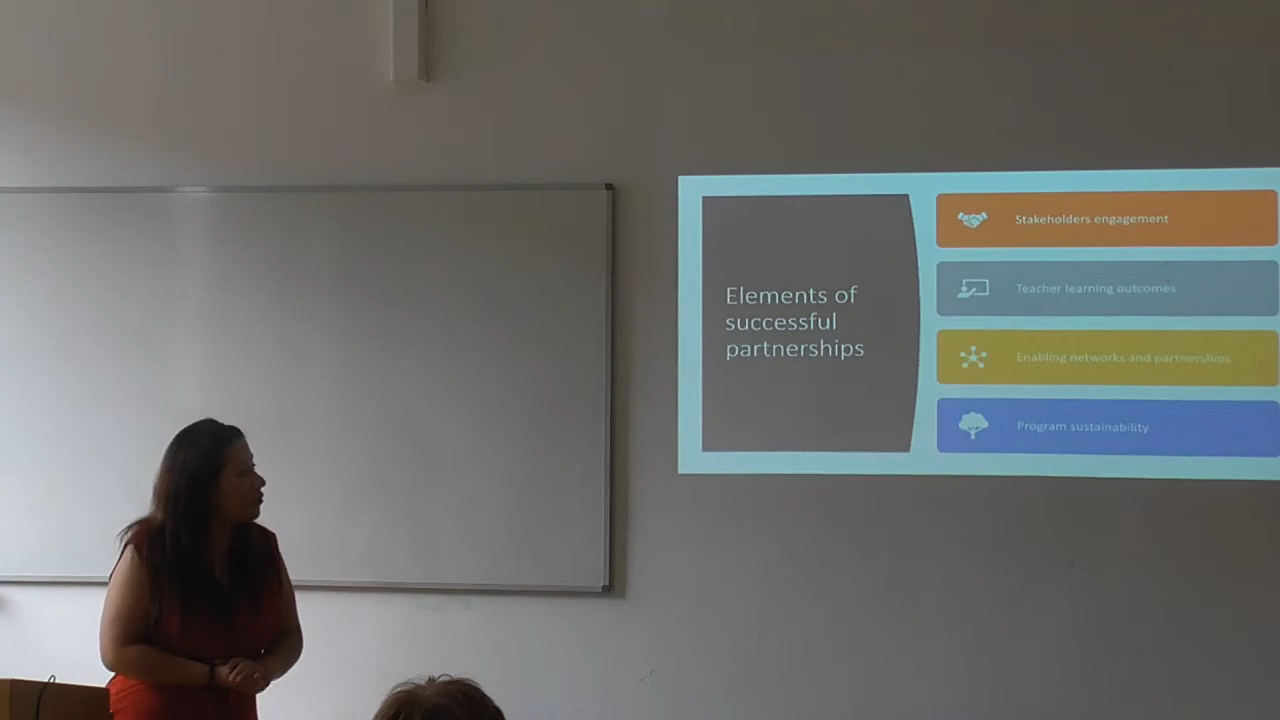 Elements of
successful
partnerships
Stakeholders engagement
Teacher learning outcomes
Enabling networks and partnerships
Program sustainability